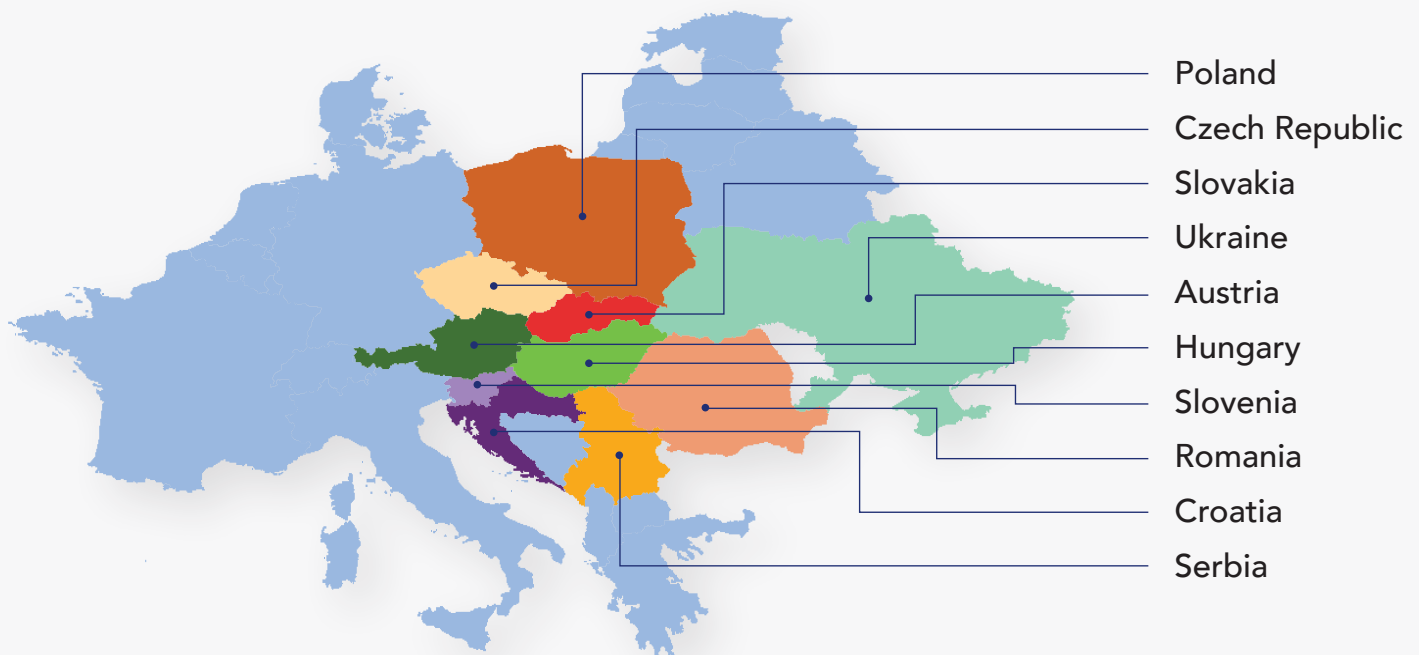 Poland
Czech Republic
Slovakia
Ukraine
Austria
Hungary
Slovenia
Romania
Croatia
Serbia